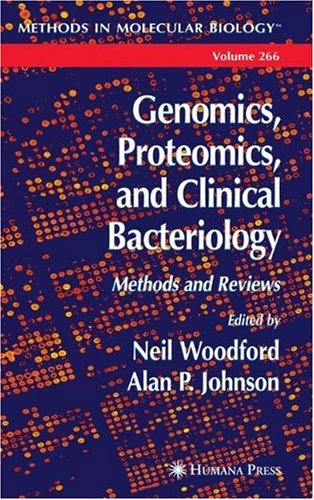 METHODS IN MOLECULAR BIOLOGY™
Volume 266
Genomics,
Proteomics,
and Clinical
Bacteriology
Methods and Reviews
Edited by
Neil Woodford
Alan P. Johnson
HUMANA PRESS